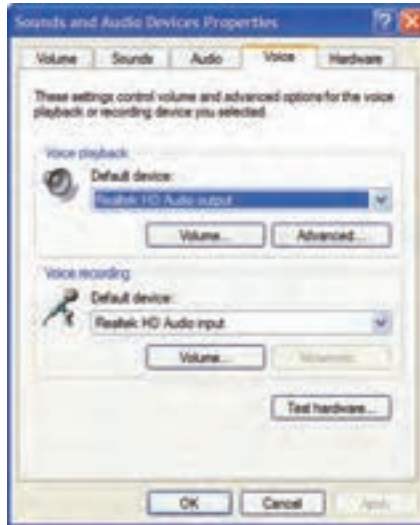 Sounds and Audio Devices Properties
Volume Sounds Audio Voice Hardware
These settings control volume and advanced options for the voice
playback or recording device you selected.
Voice playback
Default device:
Realtek HD Audio output
Volume... Advanced...
Voice recording
Default device:
Realtek HD Audio input
Volume... Advanced...
Test hardware...
OK Cancel Apply